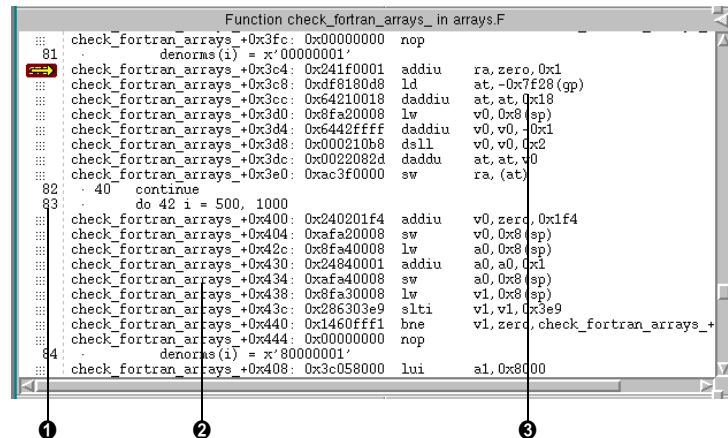 Function check_fortran_arrays_ in arrays.F
check_fortran_arrays_+0x3fc: 0x00000000 nop
81 · denorms(i) = x'00000001'
check_fortran_arrays_+0x3c4: 0x241f0001 addiu ra,zero,0x1
check_fortran_arrays_+0x3c8: 0xdf8180d8 ld at,-0x7f28(gp)
check_fortran_arrays_+0x3cc: 0x64210018 daddiu at,at,0x18
check_fortran_arrays_+0x3d0: 0x8fa20008 lw v0,0x8(sp)
check_fortran_arrays_+0x3d4: 0x6442ffff daddiu v0,v0,-0x1
check_fortran_arrays_+0x3d8: 0x000210b8 dsll v0,v0,0x2
check_fortran_arrays_+0x3dc: 0x0022082d daddu at,at,v0
check_fortran_arrays_+0x3e0: 0xac3f0000 sw ra,(at)
82 · 40 continue
83 · do 42 i = 500, 1000
check_fortran_arrays_+0x400: 0x240201f4 addiu v0,zero,0x1f4
check_fortran_arrays_+0x404: 0xafa20008 sw v0,0x8(sp)
check_fortran_arrays_+0x42c: 0x8fa40008 lw a0,0x8(sp)
check_fortran_arrays_+0x430: 0x24840001 addiu a0,a0,0x1
check_fortran_arrays_+0x434: 0xafa40008 sw a0,0x8(sp)
check_fortran_arrays_+0x438: 0x8fa30008 lw v1,0x8(sp)
check_fortran_arrays_+0x43c: 0x286303e9 slti v1,v1,0x3e9
check_fortran_arrays_+0x440: 0x1460fff1 bne v1,zero,check_fortran_arrays_+
check_fortran_arrays_+0x444: 0x00000000 nop
84 · denorms(i) = x'80000001'
check_fortran_arrays_+0x408: 0x3c058000 lui a1,0x8000
❶ ❷ ❸